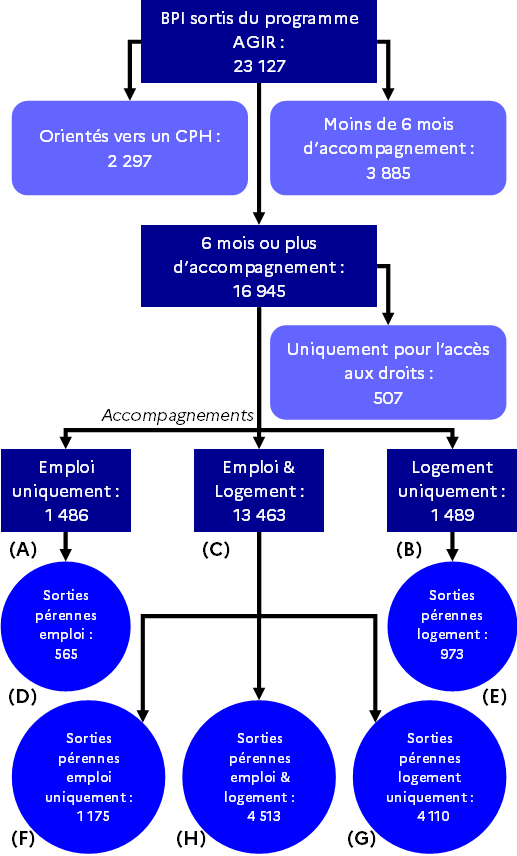 BPI sortis du programme
AGIR :
23 127
Orientés vers un CPH :
2 297
Moins de 6 mois
d'accompagnement :
3 885
6 mois ou plus
d'accompagnement :
16 945
Uniquement pour l'accès
aux droits :
507
Accompagnements
Emploi
uniquement :
1 486
Emploi &
Logement :
13 463
Logement
uniquement :
1 489
(A)
(C)
(B)
Sorties
pérennes
emploi :
565
Sorties
pérennes
logement :
973
(D)
(E)
Sorties
pérennes
emploi
uniquement :
1 175
Sorties
pérennes
emploi &
logement :
4 513
Sorties
pérennes
logement
uniquement :
4 110
(F)
(H)
(G)